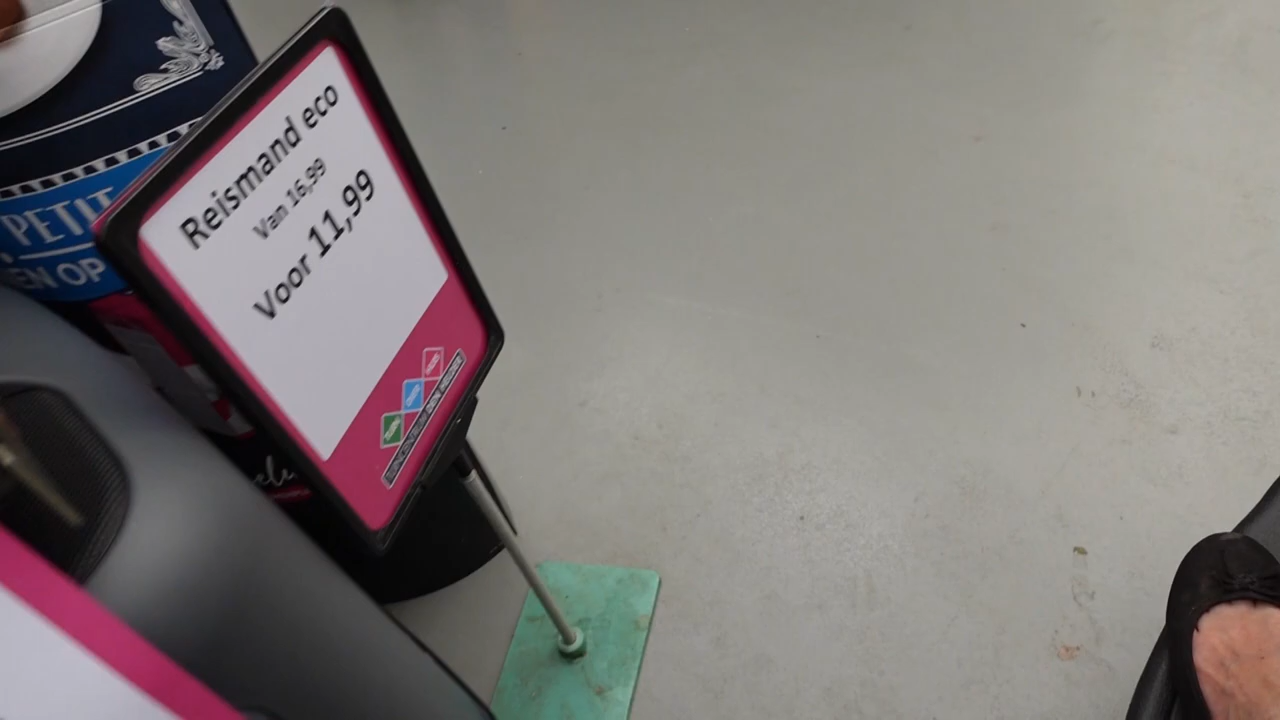 Reismand eco
Van 16,99
Voor 11,99
PETIT
EN OP